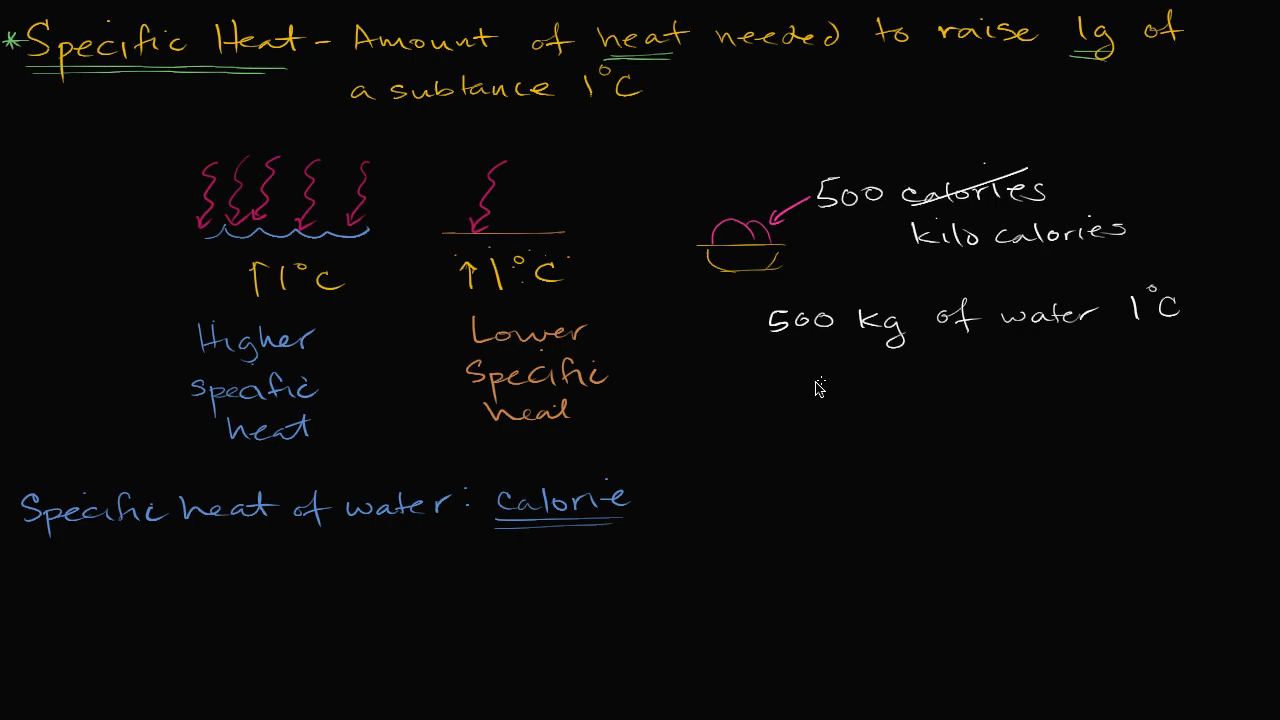 *Specific Heat - Amount of heat needed to raise 1g of
a substance 1°C
500 calories
kilo calories
↑1°C
↑1°C
500 kg of water 1°C
Higher
specific
heat
Lower
Specific
heat
Specific heat of water: calorie